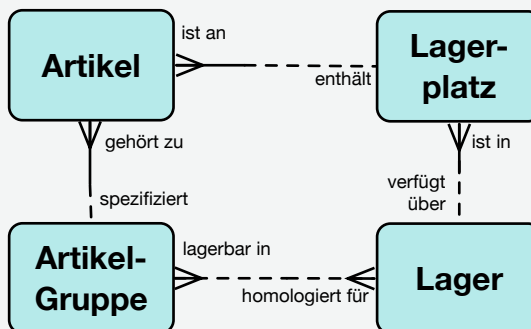 ist an
Artikel
Lager-
platz
enthält
gehört zu
ist in
verfügt
über
spezifiziert
Artikel-
Gruppe
lagerbar in
homologiert für
Lager